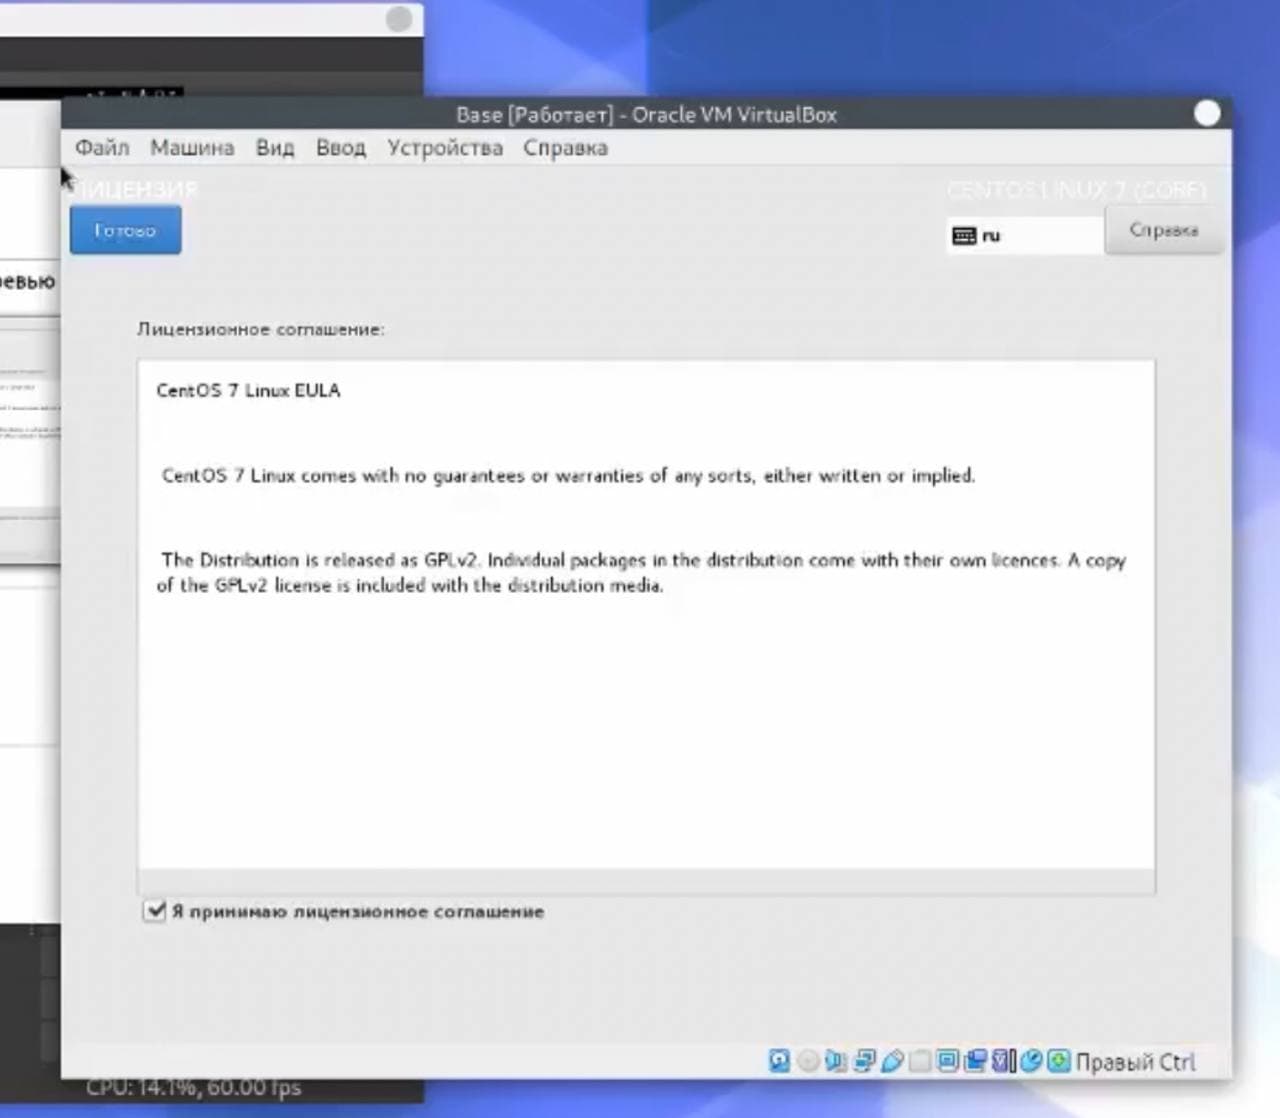 Base [Работает] - Oracle VM VirtualBox
Файл Машина Вид Ввод Устройства Справка
ЛИЦЕНЗИЯ
CENTOS LINUX 7 (CORE)
Готово
ru
Справка
евью
Лицензионное соглашение:
CentOS 7 Linux EULA
CentOS 7 Linux comes with no guarantees or warranties of any sorts, either written or implied.
The Distribution is released as GPLv2. Individual packages in the distribution come with their own licences. A copy
of the GPLv2 license is included with the distribution media.
Я принимаю лицензионное соглашение
Правый Ctrl
CPU: 14.1%, 60.00 fps